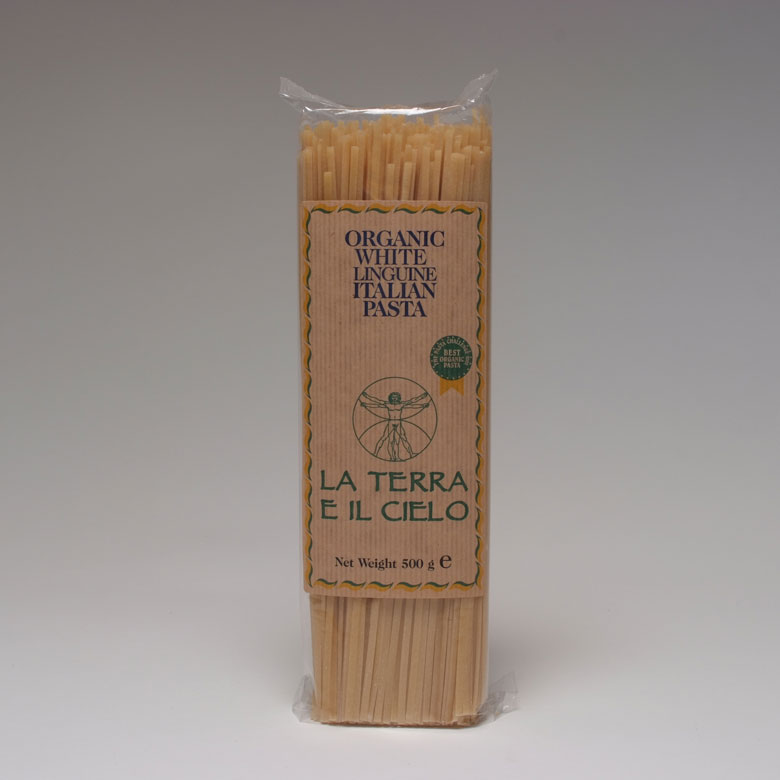 ORGANIC
WHITE
LINGUINE
ITALIAN
PASTA
BEST
ORGANIC
PASTA
LA TERRA
E IL CIELO
Net Weight 500 g e